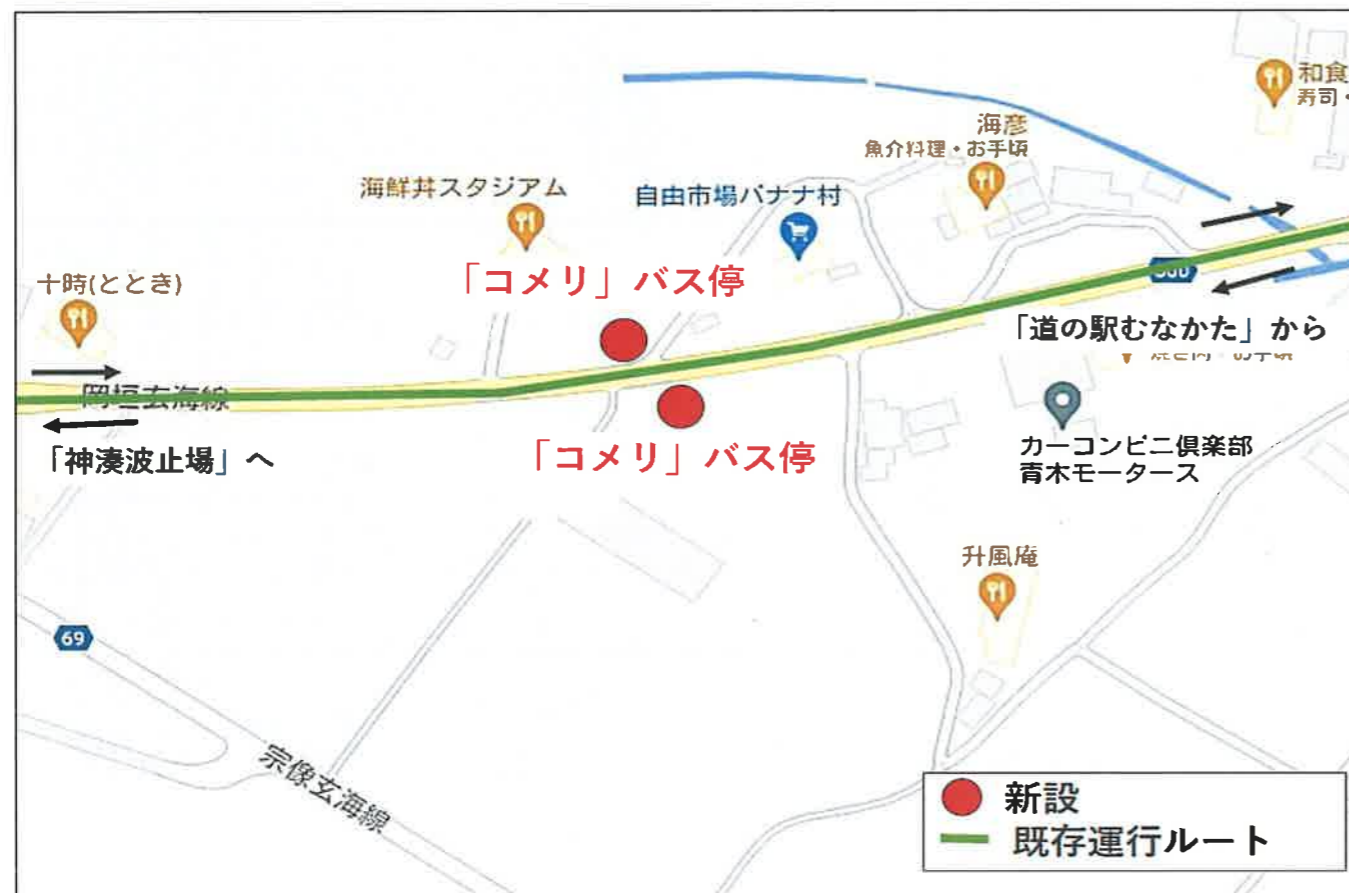 和食
寿司・
海彦
魚介料理・お手頃
海鮮丼スタジアム
自由市場バナナ村
十時(ととき)
「コメリ」バス停
「道の駅むなかた」から
岡垣玄海線
「神湊波止場」へ
「コメリ」バス停
カーコンビニ倶楽部
青木モータース
升風庵
69
宗像玄海線
新設
既存運行ルート